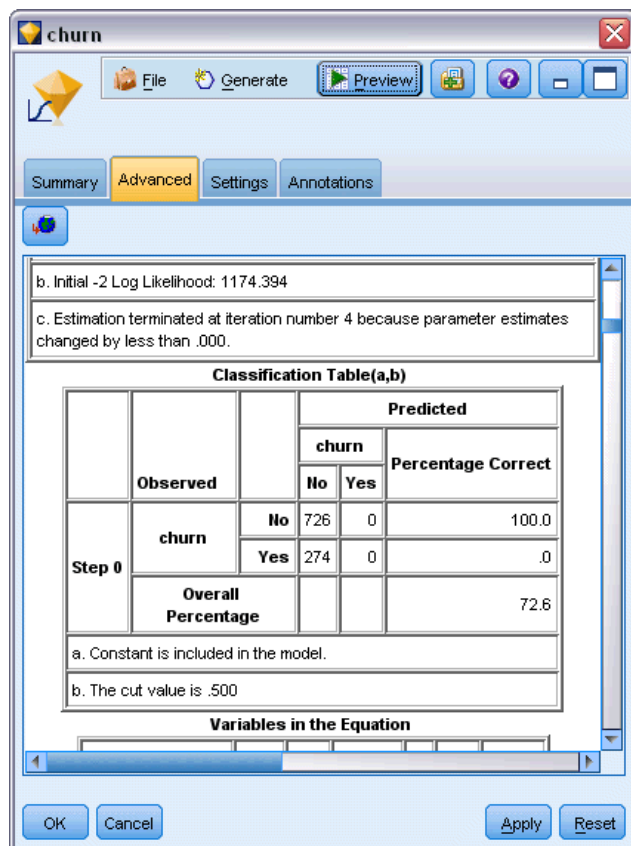 churn
File Generate Preview
Summary Advanced Settings Annotations
b. Initial -2 Log Likelihood: 1174.394
c. Estimation terminated at iteration number 4 because parameter estimates
changed by less than .000.
Classification Table(a,b)
Predicted
churn
Percentage Correct
Observed No Yes
No 726 0 100.0
churn
Yes 274 0 .0
Step 0
Overall
Percentage
72.6
a. Constant is included in the model.
b. The cut value is .500
Variables in the Equation
OK Cancel Apply Reset